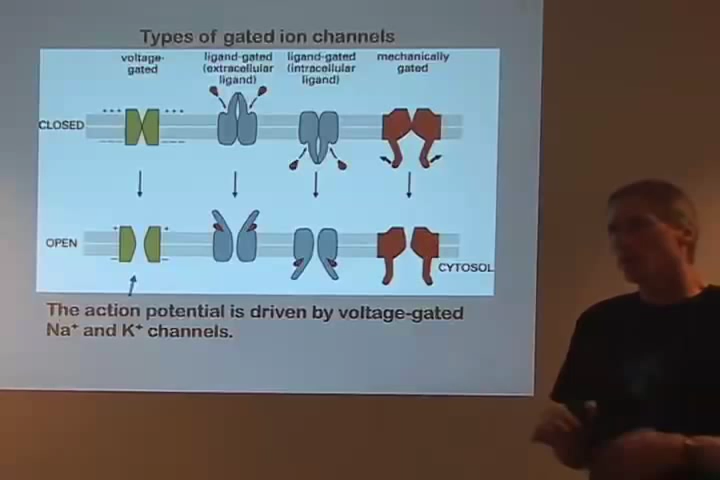 Types of gated ion channels
voltage-
gated
ligand-gated
(extracellular
ligand)
ligand-gated
(intracellular
ligand)
mechanically
gated
CLOSED
OPEN
CYTOSOL
The action potential is driven by voltage-gated
Na⁺ and K⁺ channels.